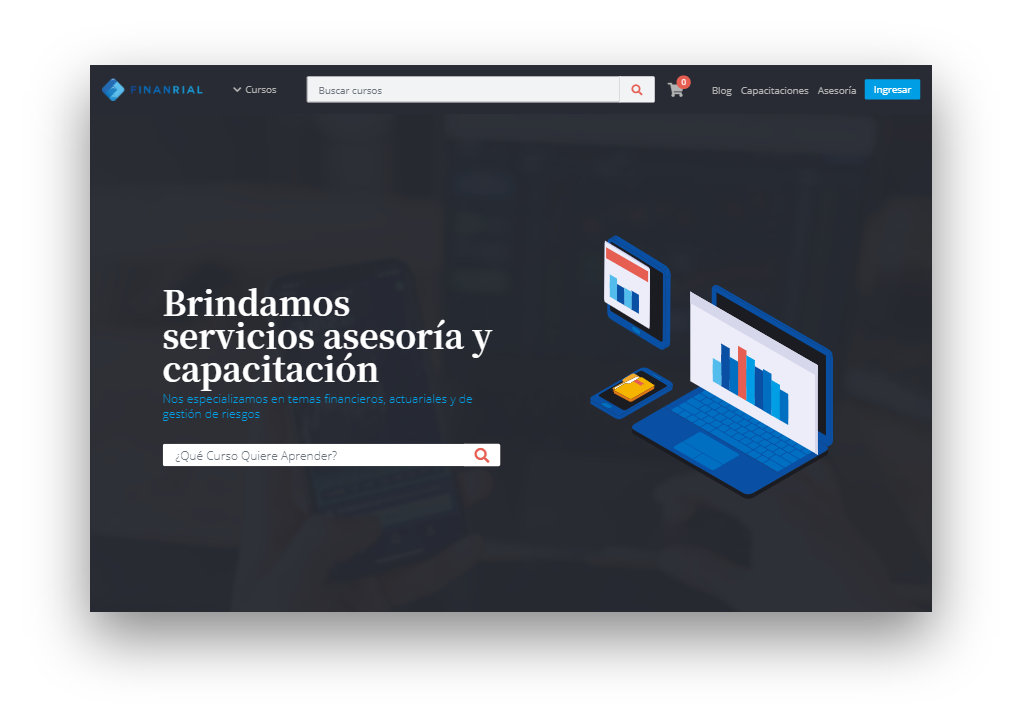 FINANRIAL
Cursos
Buscar cursos
0
Blog Capacitaciones Asesoría Ingresar
Brindamos
servicios asesoría y
capacitación
Nos especializamos en temas financieros, actuariales y de
gestión de riesgos
¿Qué Curso Quiere Aprender?